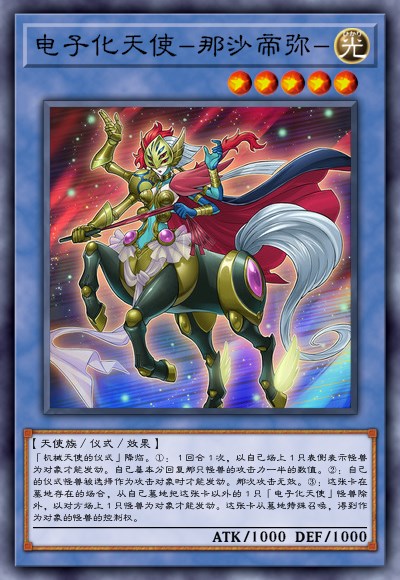 电子化天使-那沙帝弥-
光
ひかり
【天使族／仪式／效果】
「机械天使的仪式」降临。①：1回合1次，以自己场上1只表侧表示怪兽
为对象才能发动。自己基本分回复那只怪兽的攻击力一半的数值。②：自己
的仪式怪兽被选择作为攻击对象时才能发动。那次攻击无效。③：这张卡在
墓地存在的场合，从自己墓地把这张卡以外的1只「电子化天使」怪兽除
外，以对方场上1只怪兽为对象才能发动。这张卡从墓地特殊召唤，得到作
为对象的怪兽的控制权。
ATK/1000 DEF/1000